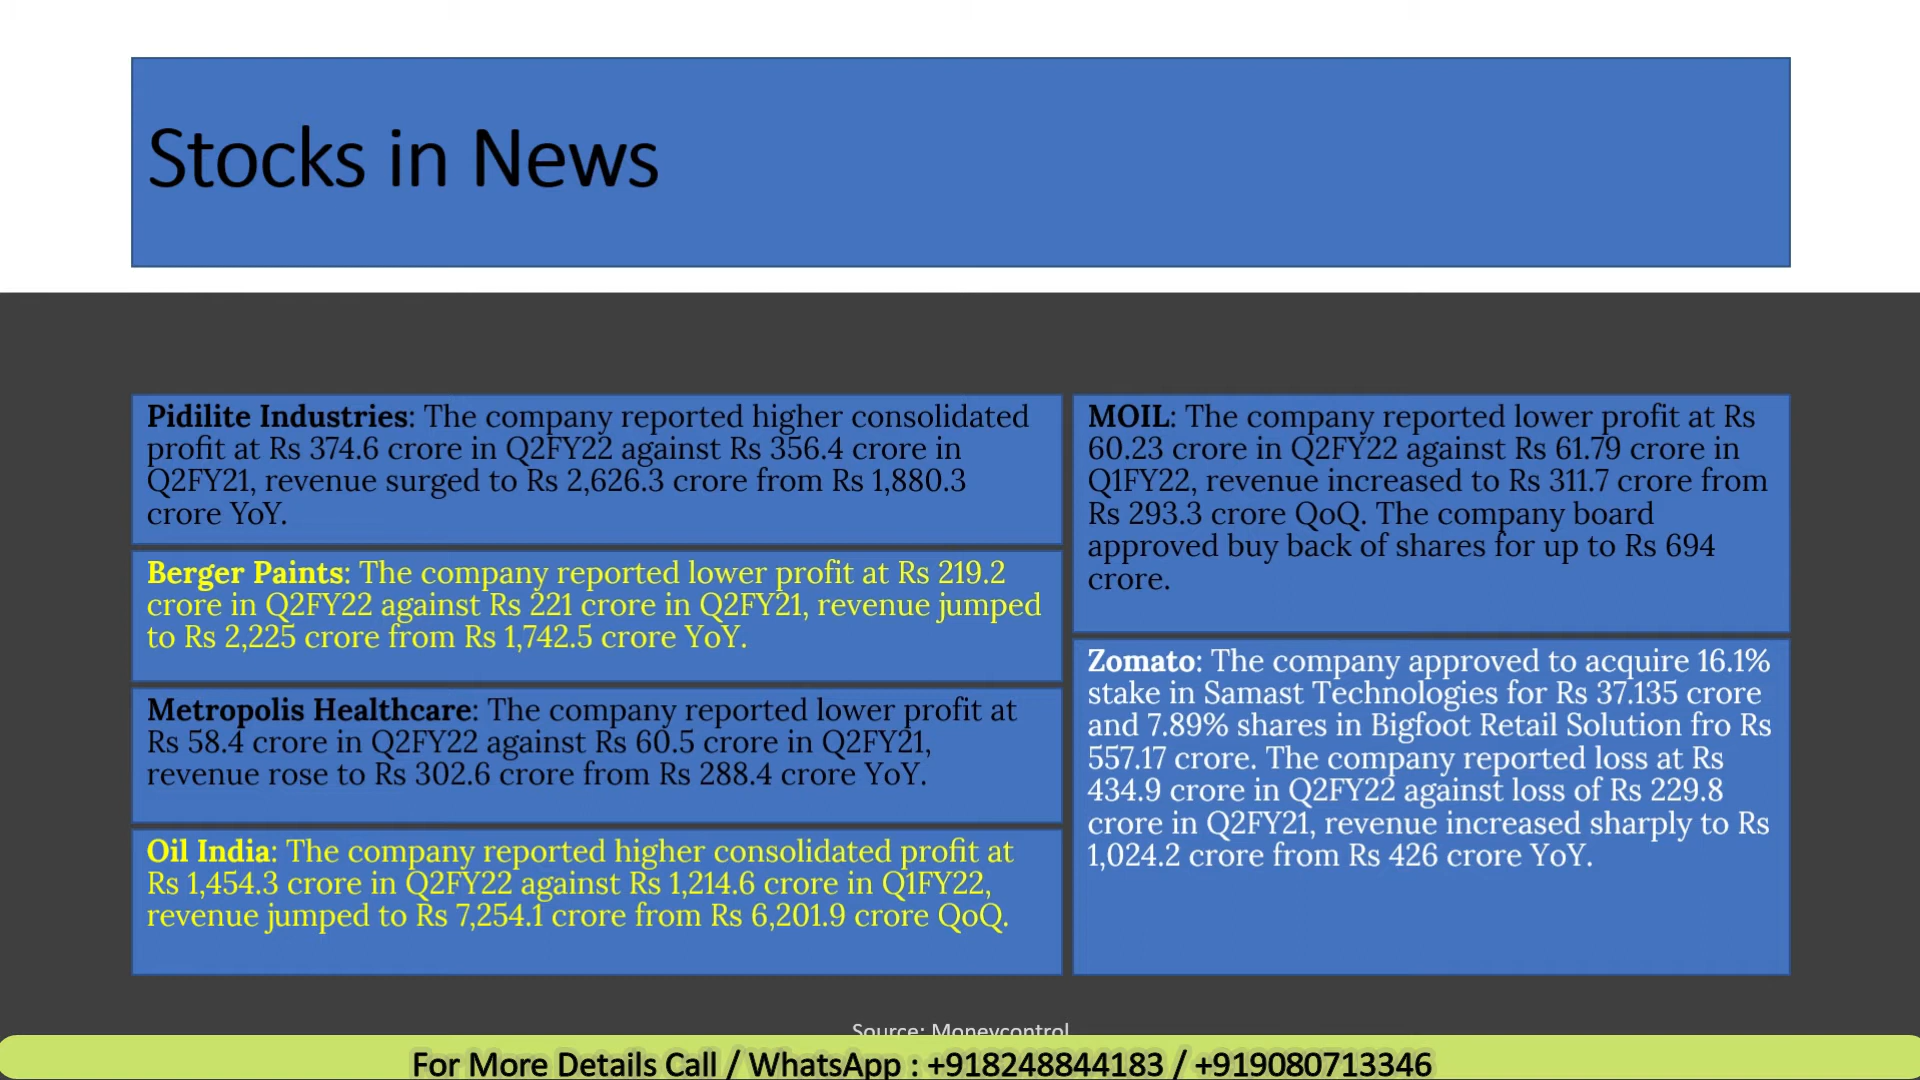 Stocks in News
Pidilite Industries: The company reported higher consolidated
profit at Rs 374.6 crore in Q2FY22 against Rs 356.4 crore in
Q2FY21, revenue surged to Rs 2,626.3 crore from Rs 1,880.3
crore YoY.
Berger Paints: The company reported lower profit at Rs 219.2
crore in Q2FY22 against Rs 221 crore in Q2FY21, revenue jumped
to Rs 2,225 crore from Rs 1,742.5 crore YoY.
Metropolis Healthcare: The company reported lower profit at
Rs 58.4 crore in Q2FY22 against Rs 60.5 crore in Q2FY21,
revenue rose to Rs 302.6 crore from Rs 288.4 crore YoY.
Oil India: The company reported higher consolidated profit at
Rs 1,454.3 crore in Q2FY22 against Rs 1,214.6 crore in Q1FY22,
revenue jumped to Rs 7,254.1 crore from Rs 6,201.9 crore QoQ.
MOIL: The company reported lower profit at Rs
60.23 crore in Q2FY22 against Rs 61.79 crore in
Q1FY22, revenue increased to Rs 311.7 crore from
Rs 293.3 crore QoQ. The company board
approved buy back of shares for up to Rs 694
crore.
Zomato: The company approved to acquire 16.1%
stake in Samast Technologies for Rs 37.135 crore
and 7.89% shares in Bigfoot Retail Solution fro Rs
557.17 crore. The company reported loss at Rs
434.9 crore in Q2FY22 against loss of Rs 229.8
crore in Q2FY21, revenue increased sharply to Rs
1,024.2 crore from Rs 426 crore YoY.
Source: Moneycontrol
For More Details Call / WhatsApp : +918248844183 / +919080713346